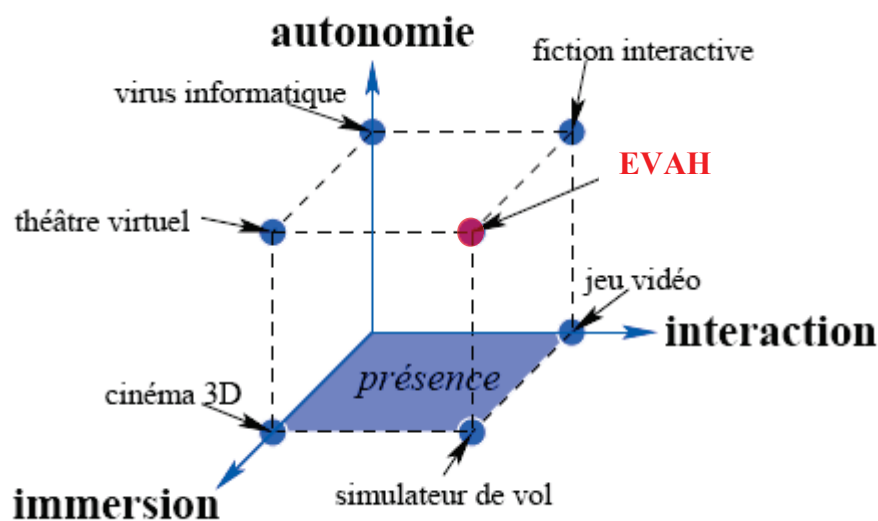 autonomie
fiction interactive
virus informatique
EVAH
théâtre virtuel
jeu vidéo
interaction
présence
cinéma 3D
immersion
simulateur de vol